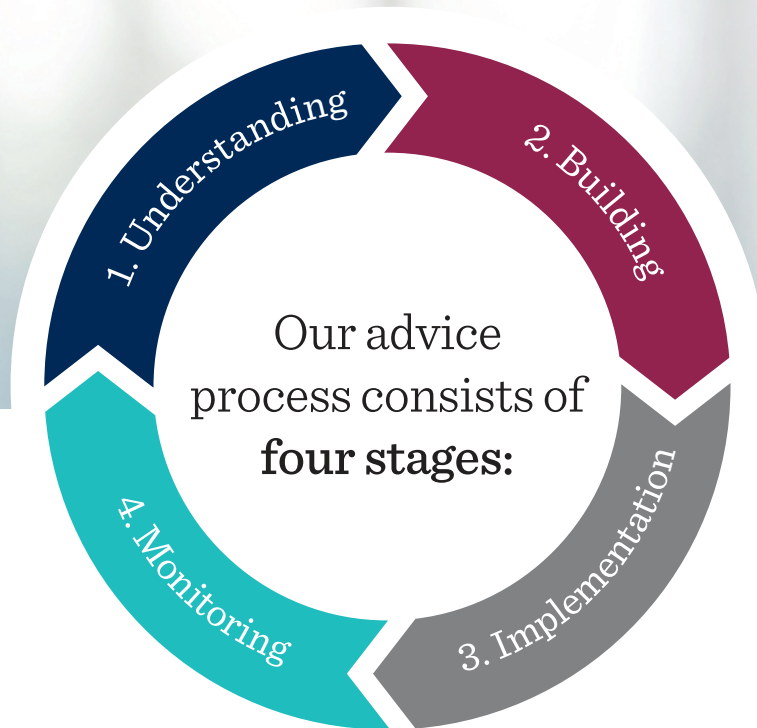 1. Understanding
2. Building
3. Implementation
4. Monitoring
Our advice
process consists of
four stages: